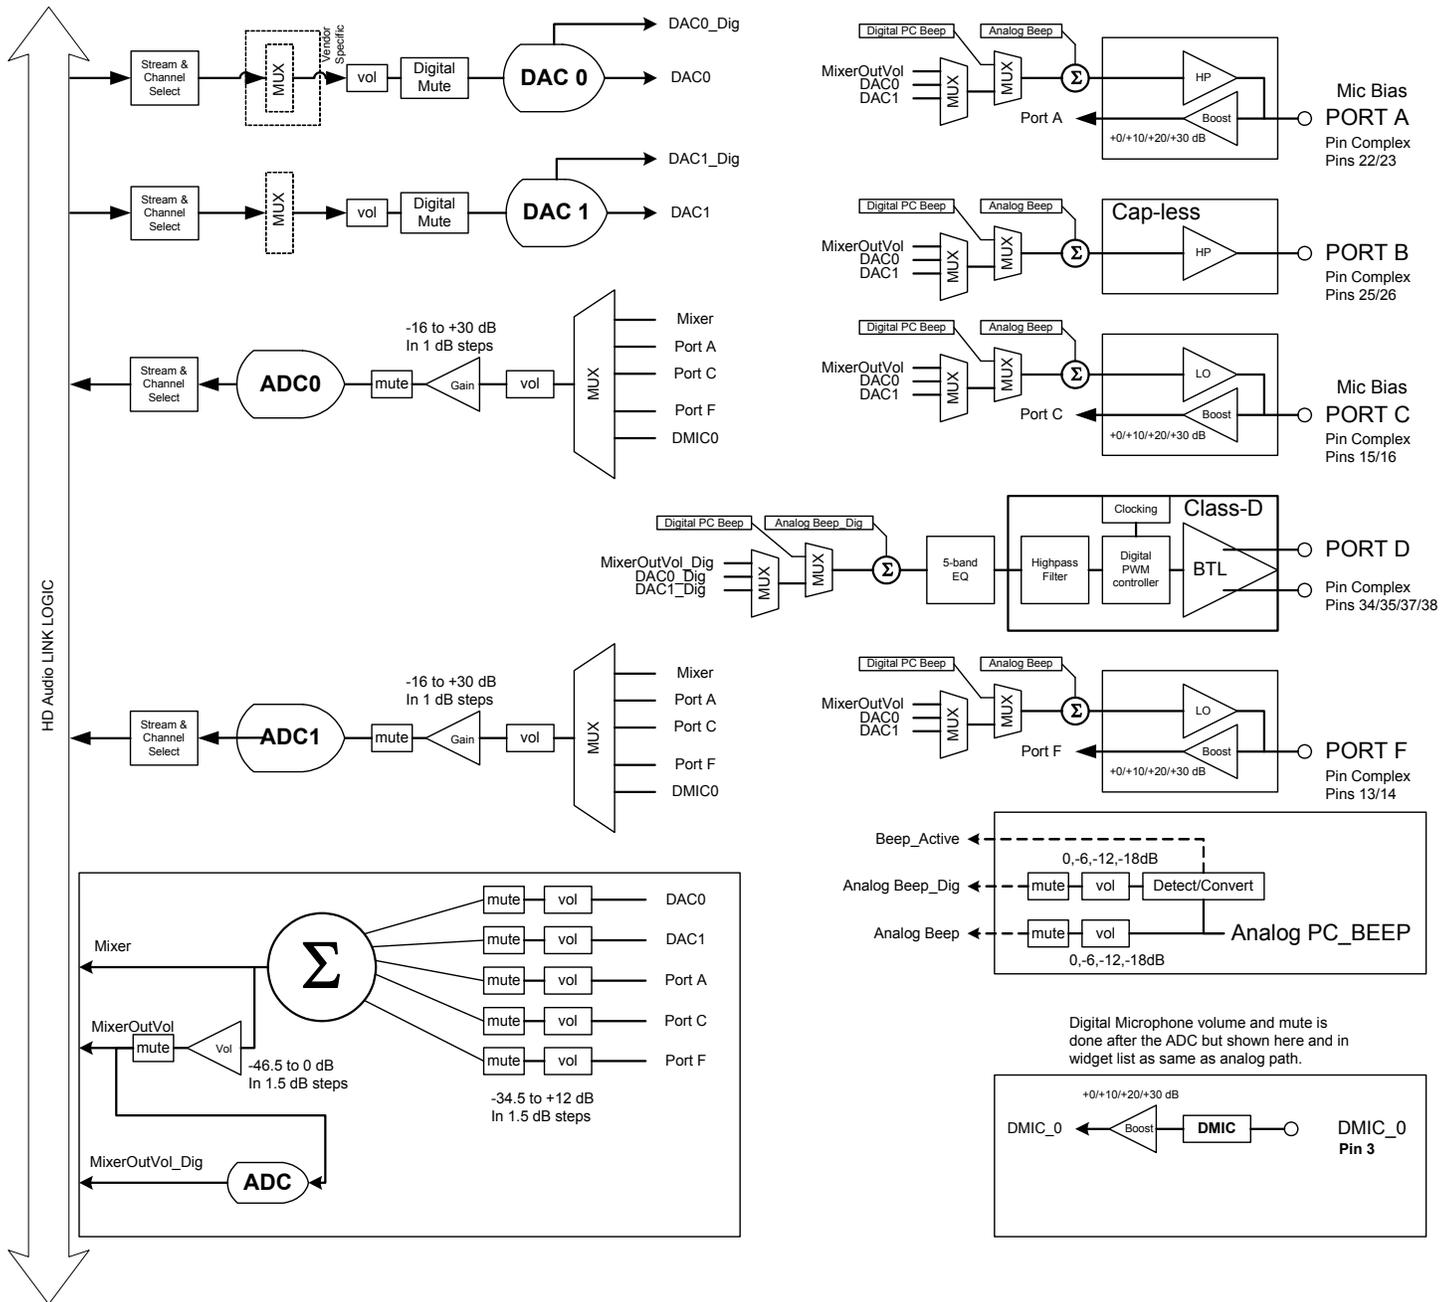 HD Audio LINK LOGIC
Stream &
Channel
Select
MUX
Vendor
Specific
vol
Digital
Mute
DAC 0
DAC0_Dig
DAC0
Stream &
Channel
Select
MUX
vol
Digital
Mute
DAC 1
DAC1_Dig
DAC1
Stream &
Channel
Select
ADC0
mute
-16 to +30 dB
In 1 dB steps
Gain
vol
MUX
Mixer
Port A
Port C
Port F
DMIC0
Stream &
Channel
Select
ADC1
mute
-16 to +30 dB
In 1 dB steps
Gain
vol
MUX
Mixer
Port A
Port C
Port F
DMIC0
Mixer
MixerOutVol
mute
Vol
-46.5 to 0 dB
In 1.5 dB steps
MixerOutVol_Dig
ADC
Σ
mute vol DAC0
mute vol DAC1
mute vol Port A
mute vol Port C
mute vol Port F
-34.5 to +12 dB
In 1.5 dB steps
Digital PC Beep
Analog Beep
MixerOutVol
DAC0
DAC1
MUX
MUX
Σ
HP
Port A
Boost
+0/+10/+20/+30 dB
Mic Bias
PORT A
Pin Complex
Pins 22/23
Digital PC Beep
Analog Beep
MixerOutVol
DAC0
DAC1
MUX
MUX
Σ
Cap-less
HP
PORT B
Pin Complex
Pins 25/26
Digital PC Beep
Analog Beep
MixerOutVol
DAC0
DAC1
MUX
MUX
Σ
LO
Port C
Boost
+0/+10/+20/+30 dB
Mic Bias
PORT C
Pin Complex
Pins 15/16
Digital PC Beep
Analog Beep_Dig
MixerOutVol_Dig
DAC0_Dig
DAC1_Dig
MUX
MUX
Σ
5-band
EQ
Highpass
Filter
Clocking
Digital
PWM
controller
Class-D
BTL
PORT D
Pin Complex
Pins 34/35/37/38
Digital PC Beep
Analog Beep
MixerOutVol
DAC0
DAC1
MUX
MUX
Σ
LO
Port F
Boost
+0/+10/+20/+30 dB
PORT F
Pin Complex
Pins 13/14
Beep_Active
0,-6,-12,-18dB
Analog Beep_Dig
mute
vol
Detect/Convert
Analog Beep
mute
vol
Analog PC_BEEP
0,-6,-12,-18dB
Digital Microphone volume and mute is
done after the ADC but shown here and in
widget list as same as analog path.
+0/+10/+20/+30 dB
DMIC_0
Boost
DMIC
DMIC_0
Pin 3